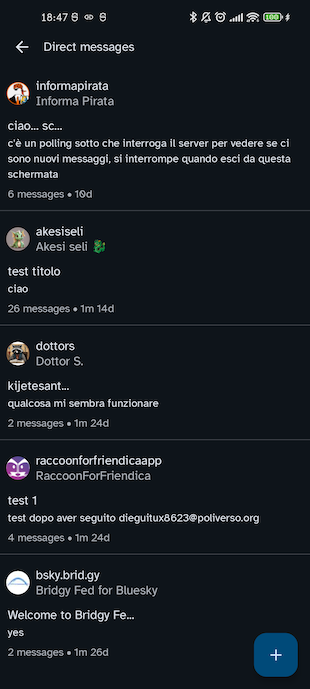 18:47
100
Direct messages
informapirata
Informa Pirata
ciao... sc...
c'è un polling sotto che interroga il server per vedere se ci
sono nuovi messaggi, si interrompe quando esci da questa
schermata
6 messages • 10d
akesiseli
Akesi seli 🐉
test titolo
ciao
26 messages • 1m 14d
dottors
Dottor S.
kijetesant...
qualcosa mi sembra funzionare
2 messages • 1m 24d
raccoonforfriendicaapp
RaccoonForFriendica
test 1
test dopo aver seguito dieguitux8623@poliverso.org
4 messages • 1m 24d
bsky.brid.gy
Bridgy Fed for Bluesky
Welcome to Bridgy Fe...
yes
2 messages • 1m 26d